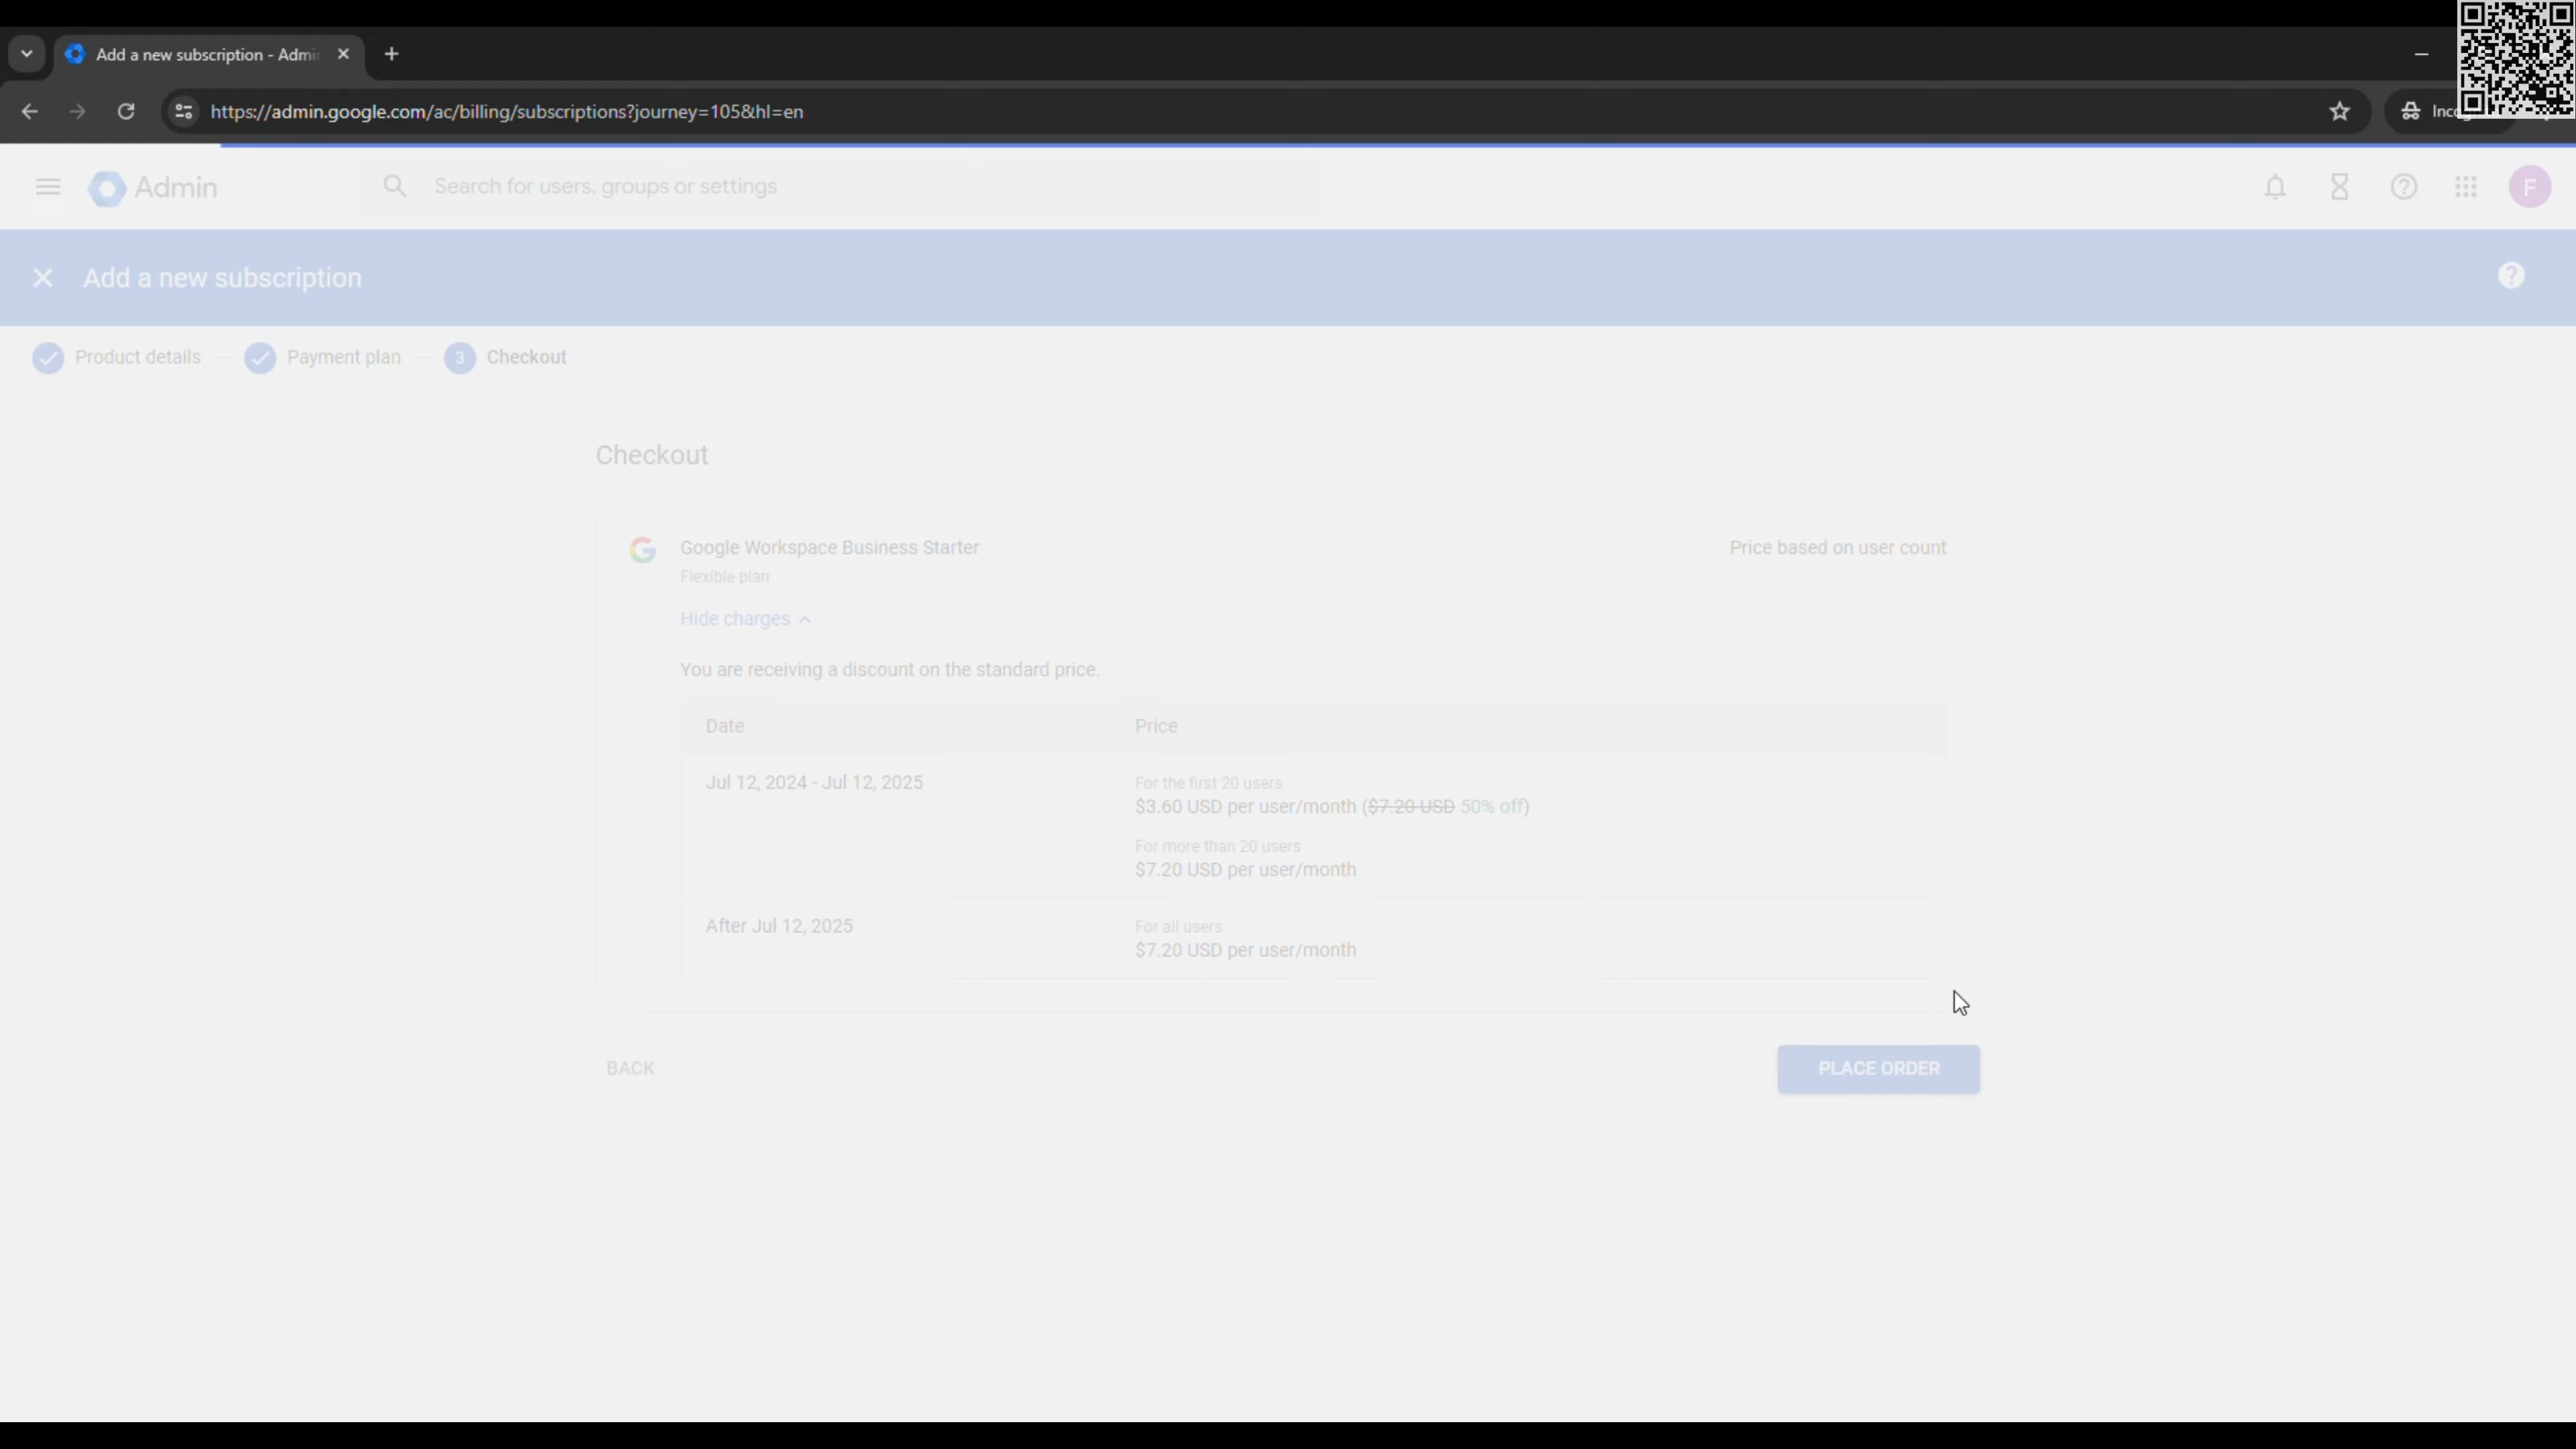 Add a new subscription - Admi
https://admin.google.com/ac/billing/subscriptions?journey=105&hl=en
Admin
Search for users, groups or settings
F
Add a new subscription
Product details
Payment plan
3 Checkout
Checkout
Google Workspace Business Starter
Price based on user count
Flexible plan
Hide charges
You are receiving a discount on the standard price.
Date Price
Jul 12, 2024 - Jul 12, 2025
For the first 20 users
$3.60 USD per user/month ($7.20 USD 50% off)
For more than 20 users
$7.20 USD per user/month
After Jul 12, 2025
For all users
$7.20 USD per user/month
BACK
PLACE ORDER